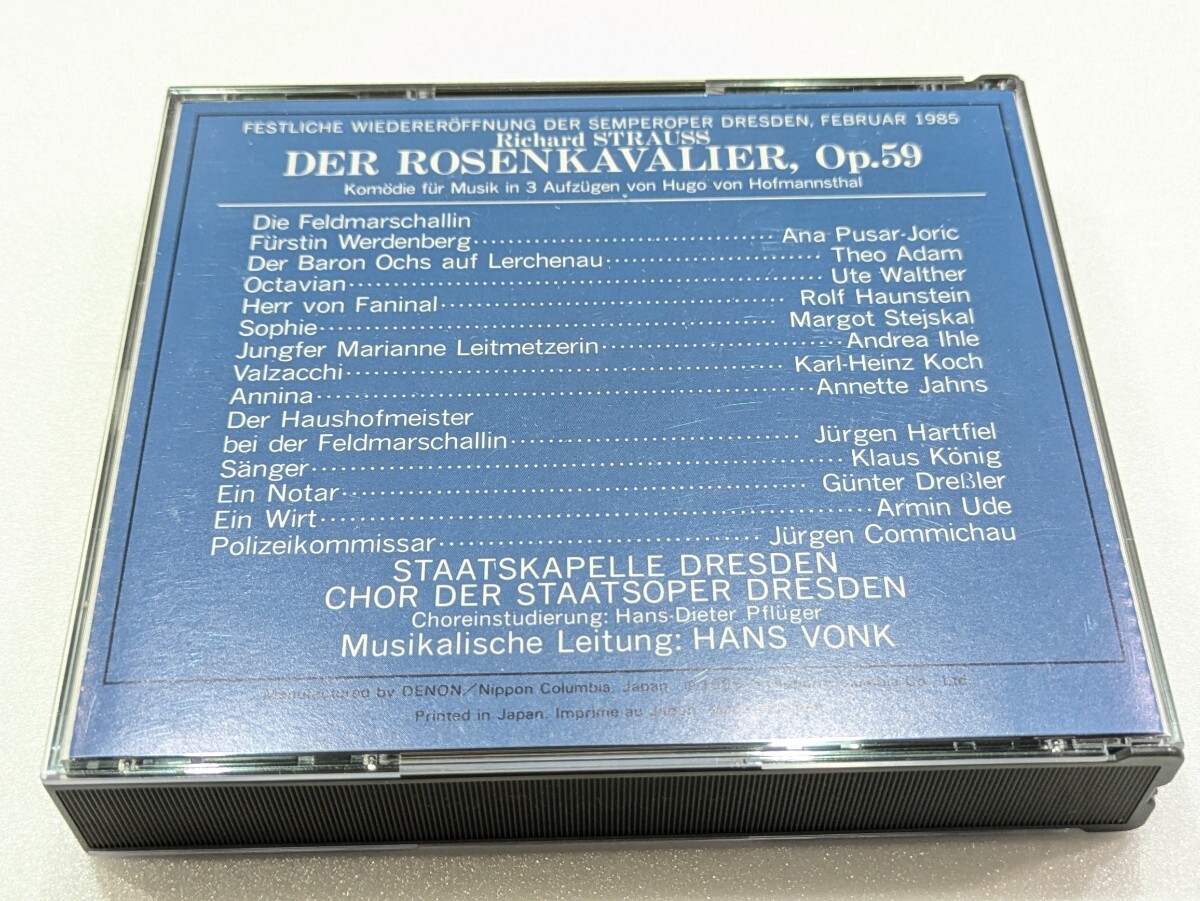 FESTLICHE WIEDERERÖFFNUNG DER SEMPEROPER DRESDEN, FEBRUAR 1985
Richard STRAUSS
DER ROSENKAVALIER, Op.59
Komödie für Musik in 3 Aufzügen von Hugo von Hofmannsthal
Die Feldmarschallin
Fürstin Werdenberg Ana Pusar-Joric
Der Baron Ochs auf Lerchenau Theo Adam
Octavian Ute Walther
Herr von Faninal Rolf Haunstein
Sophie Margot Stejskal
Jungfer Marianne Leitmetzerin Andrea Ihle
Valzacchi Karl-Heinz Koch
Annina Annette Jahns
Der Haushofmeister
bei der Feldmarschallin Jürgen Hartfiel
Sänger Klaus König
Ein Notar Günter Dreßler
Ein Wirt Armin Ude
Polizeikommissar Jürgen Commichau
STAATSKAPELLE DRESDEN
CHOR DER STAATSOPER DRESDEN
Choreinstudierung: Hans-Dieter Pflüger
Musikalische Leitung: HANS VONK
Manufactured by DENON/Nippon Columbia, Japan Co., Ltd.
Printed in Japan. Imprimé au Japon